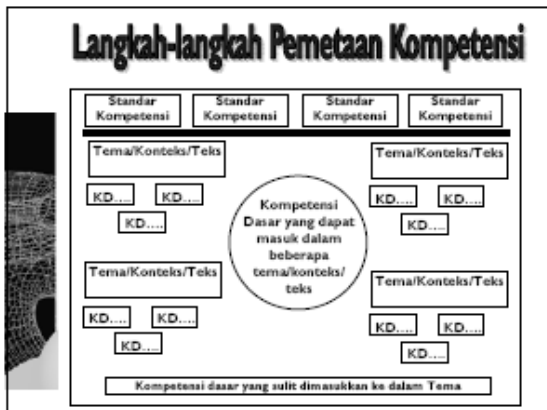 Langkah-langkah Pemetaan Kompetensi
Standar
Kompetensi
Standar
Kompetensi
Standar
Kompetensi
Standar
Kompetensi
Tema/Konteks/Teks
KD.... KD....
KD....
Tema/Konteks/Teks
KD.... KD....
KD....
Kompetensi
Dasar yang dapat
masuk dalam
beberapa
tema/konteks/
teks
Tema/Konteks/Teks
KD.... KD....
KD....
Tema/Konteks/Teks
KD.... KD....
KD....
Kompetensi dasar yang sulit dimasukkan ke dalam Tema